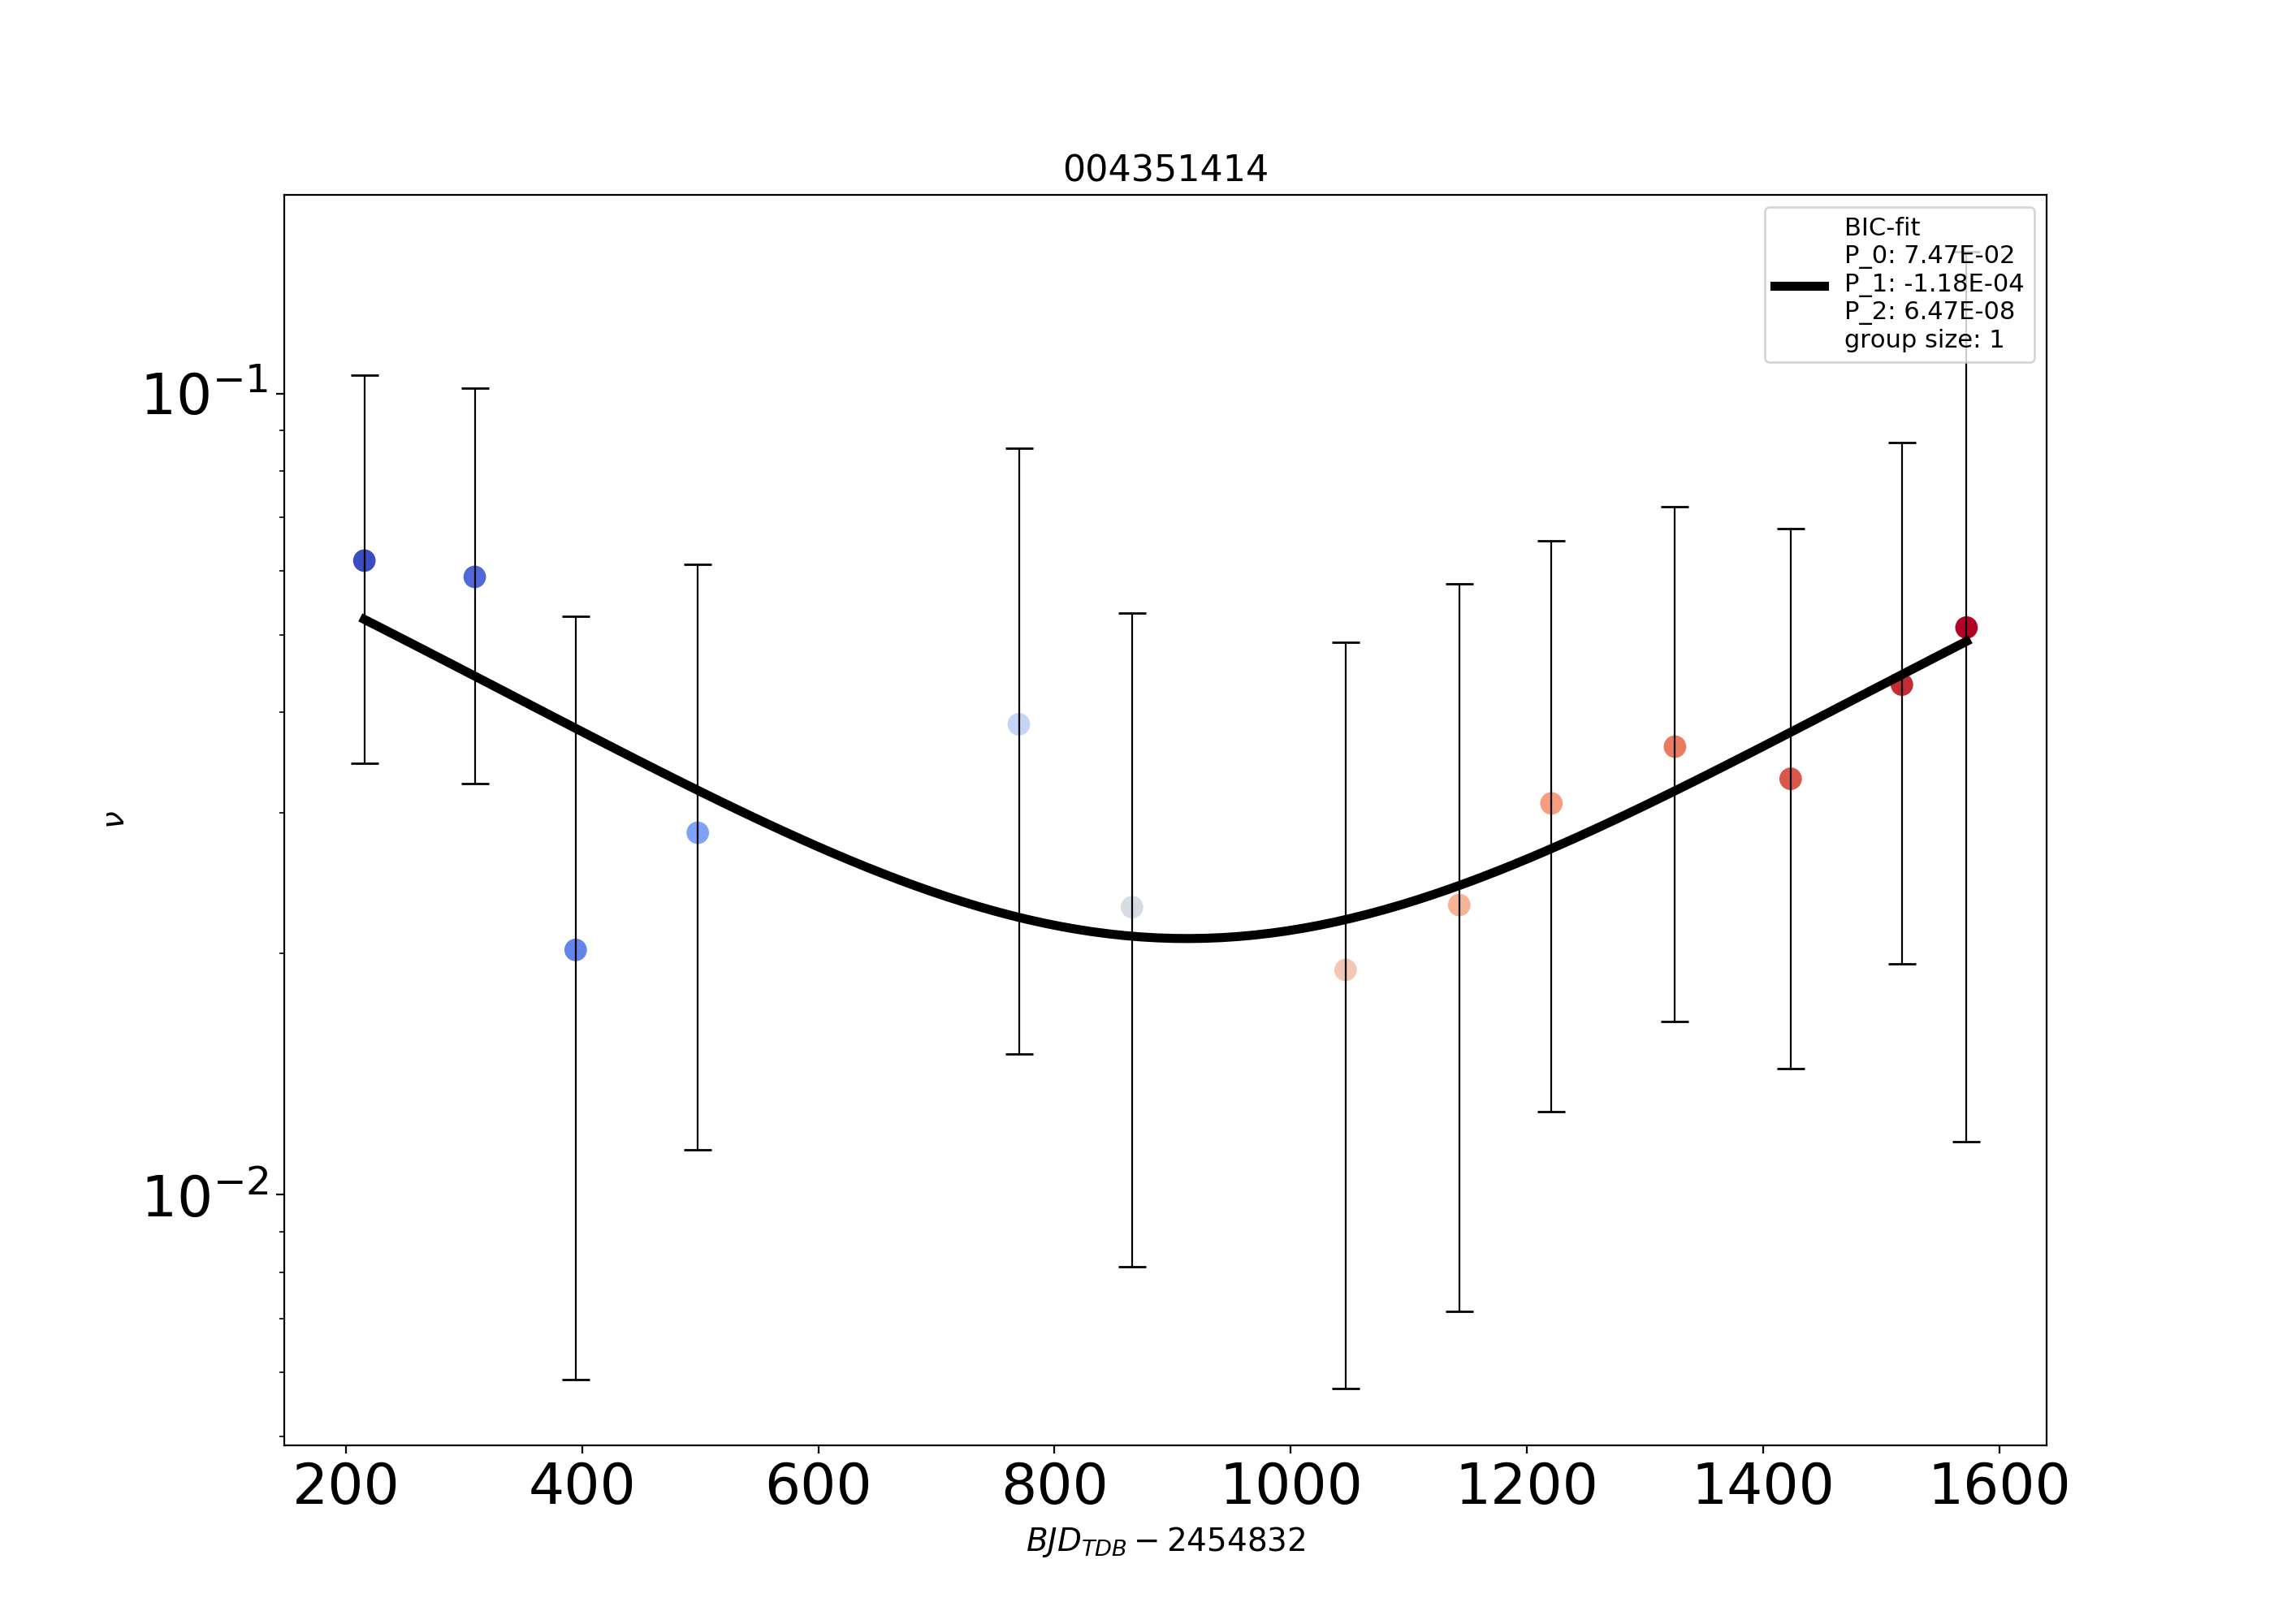 004351414
BIC-fit
P_0: 7.47E-02
P_1: -1.18E-04
P_2: 6.47E-08
group size: 1
10⁻¹
10⁻²
ν
200 400 600 800 1000 1200 1400 1600
BJD_TDB − 2454832